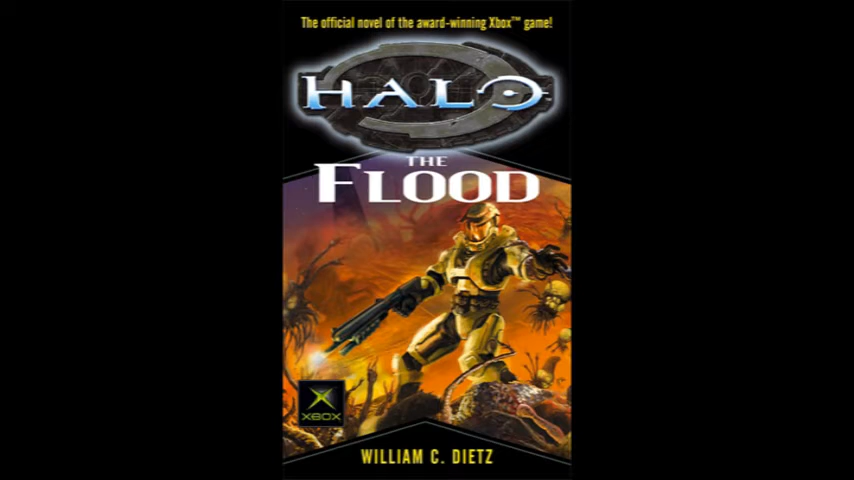 The official novel of the award-winning Xbox™ game!
HALO
THE
FLOOD
XBOX
WILLIAM C. DIETZ